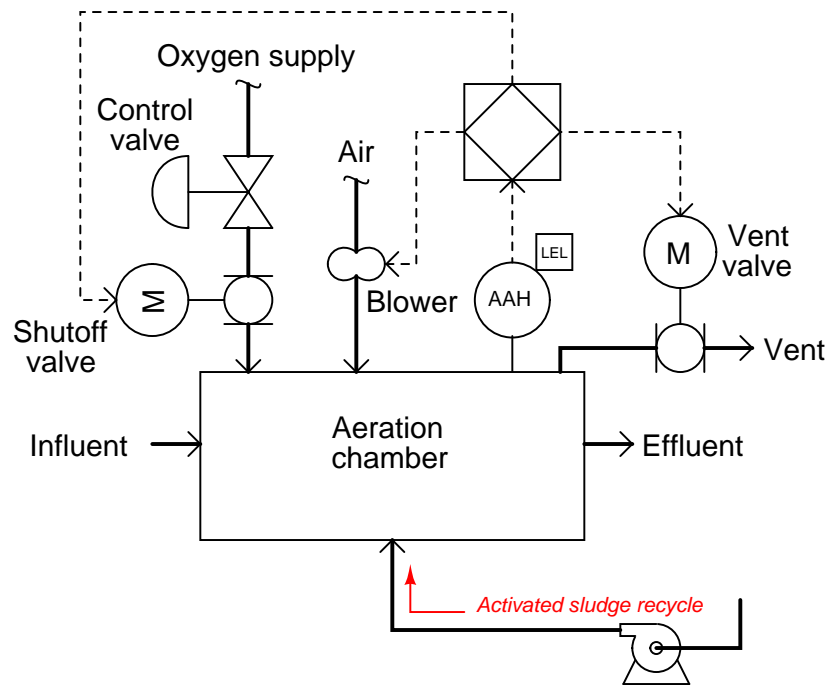 Oxygen supply
Control
valve
Air
LEL
M
Vent
valve
M
AAH
Blower
Shutoff
valve
Vent
Influent
Aeration
chamber
Effluent
Activated sludge recycle